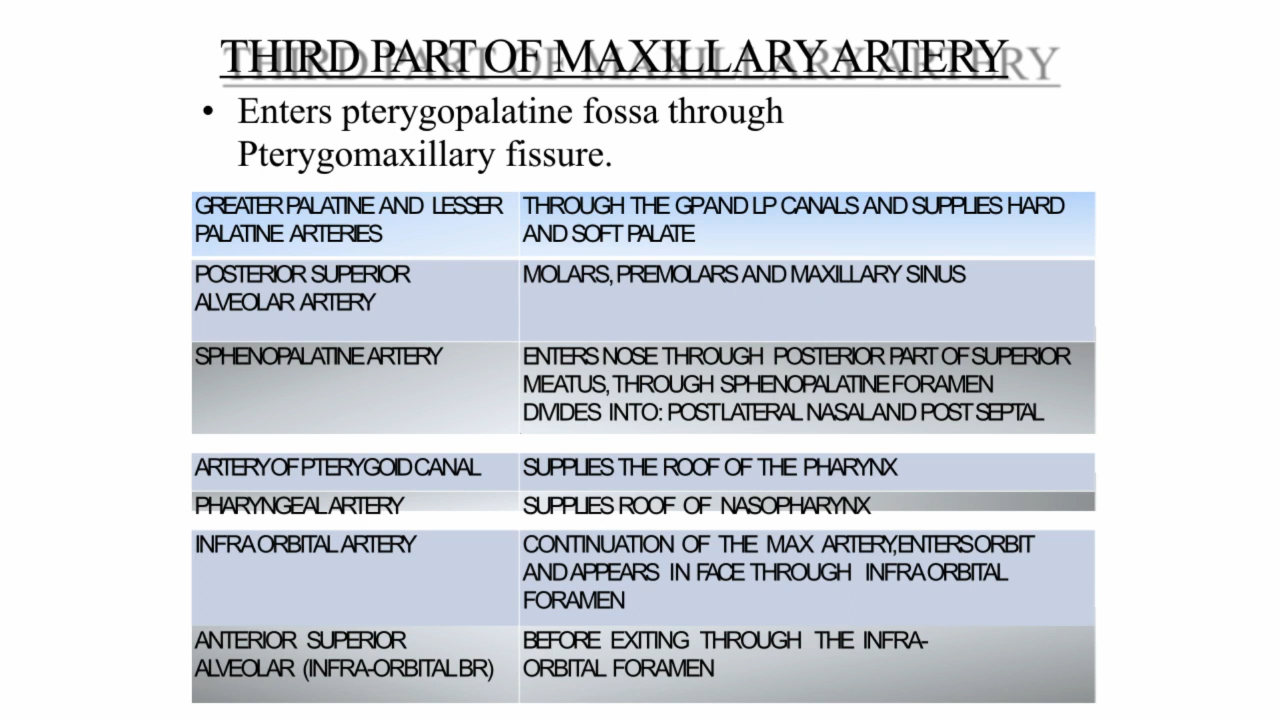 THIRD PART OF MAXILLARY ARTERY
• Enters pterygopalatine fossa through
Pterygomaxillary fissure.
GREATER PALATINE AND LESSER
PALATINE ARTERIES
THROUGH THE GP AND LP CANALS AND SUPPLIES HARD
AND SOFT PALATE
POSTERIOR SUPERIOR
ALVEOLAR ARTERY
MOLARS, PREMOLARS AND MAXILLARY SINUS
SPHENOPALATINE ARTERY
ENTERS NOSE THROUGH POSTERIOR PART OF SUPERIOR
MEATUS, THROUGH SPHENOPALATINE FORAMEN
DIVIDES INTO: POST LATERAL NASAL AND POST SEPTAL
ARTERY OF PTERYGOID CANAL
SUPPLIES THE ROOF OF THE PHARYNX
PHARYNGEAL ARTERY
SUPPLIES ROOF OF NASOPHARYNX
INFRA ORBITAL ARTERY
CONTINUATION OF THE MAX ARTERY,ENTERS ORBIT
AND APPEARS IN FACE THROUGH INFRA ORBITAL
FORAMEN
ANTERIOR SUPERIOR
ALVEOLAR (INFRA-ORBITAL BR)
BEFORE EXITING THROUGH THE INFRA-
ORBITAL FORAMEN